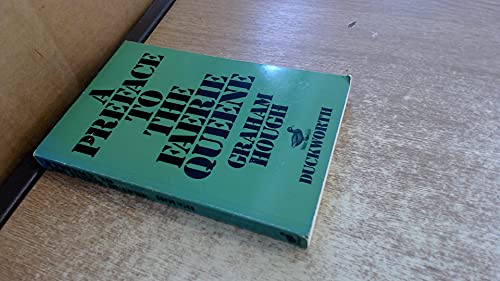 A
PREFACE
TO
THE
FAERIE
QUEENE
GRAHAM
HOUGH
DUCKWORTH